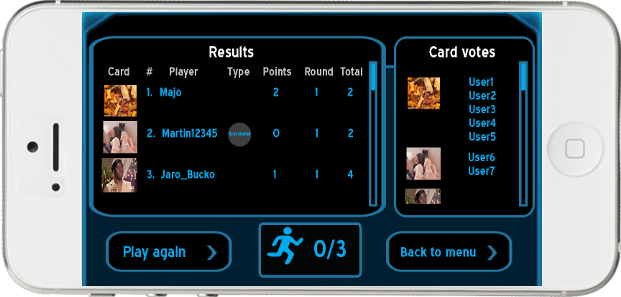 Results
Card # Player Type Points Round Total
1. Majo 2 1 2
2. Martin12345 Storyteller 0 1 2
3. Jaro_Bucko 1 1 4
Card votes
User1
User2
User3
User4
User5
User6
User7
Play again
0/3
Back to menu